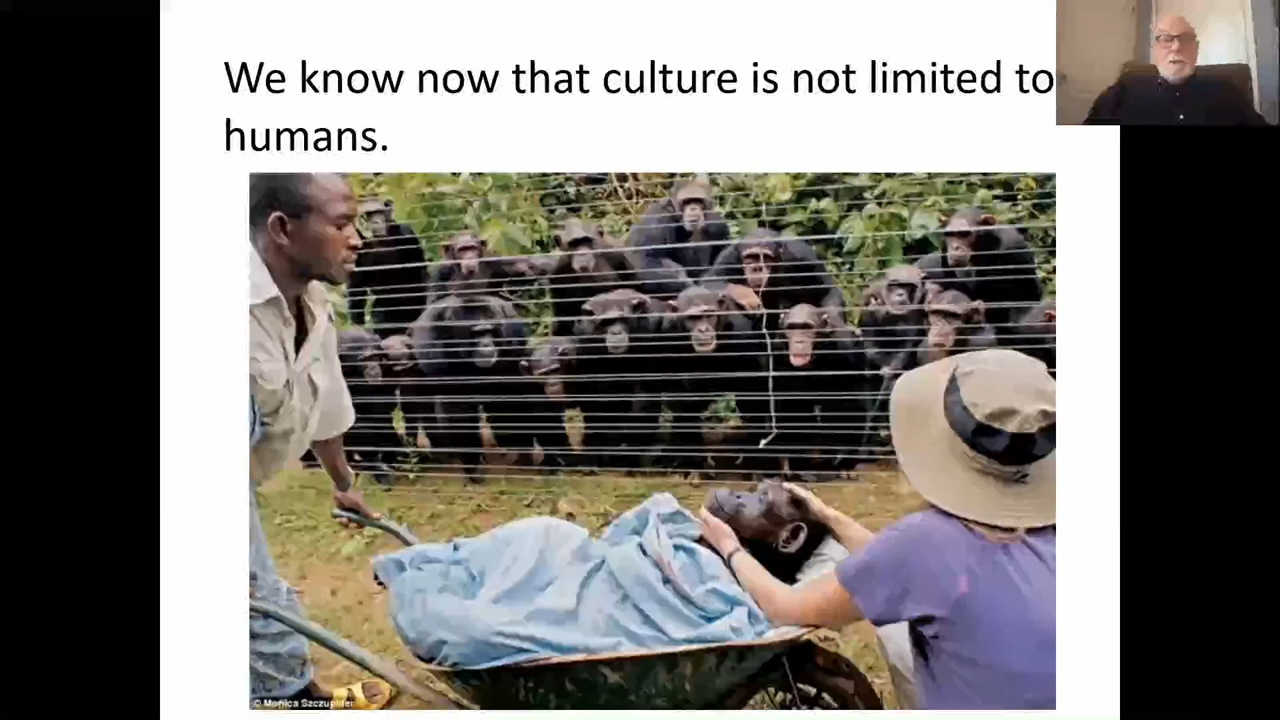 We know now that culture is not limited to
humans.
© Monica Szczupider